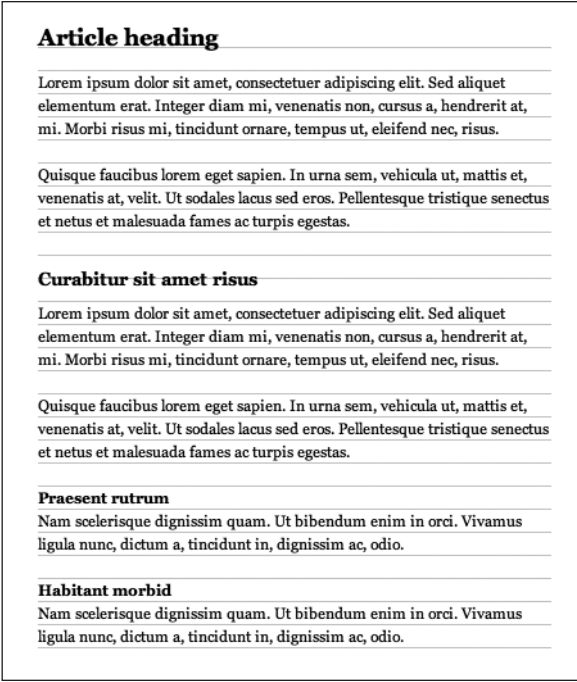 Article heading
Lorem ipsum dolor sit amet, consectetuer adipiscing elit. Sed aliquet
elementum erat. Integer diam mi, venenatis non, cursus a, hendrerit at,
mi. Morbi risus mi, tincidunt ornare, tempus ut, eleifend nec, risus.
Quisque faucibus lorem eget sapien. In urna sem, vehicula ut, mattis et,
venenatis at, velit. Ut sodales lacus sed eros. Pellentesque tristique senectus
et netus et malesuada fames ac turpis egestas.
Curabitur sit amet risus
Lorem ipsum dolor sit amet, consectetuer adipiscing elit. Sed aliquet
elementum erat. Integer diam mi, venenatis non, cursus a, hendrerit at,
mi. Morbi risus mi, tincidunt ornare, tempus ut, eleifend nec, risus.
Quisque faucibus lorem eget sapien. In urna sem, vehicula ut, mattis et,
venenatis at, velit. Ut sodales lacus sed eros. Pellentesque tristique senectus
et netus et malesuada fames ac turpis egestas.
Praesent rutrum
Nam scelerisque dignissim quam. Ut bibendum enim in orci. Vivamus
ligula nunc, dictum a, tincidunt in, dignissim ac, odio.
Habitant morbid
Nam scelerisque dignissim quam. Ut bibendum enim in orci. Vivamus
ligula nunc, dictum a, tincidunt in, dignissim ac, odio.